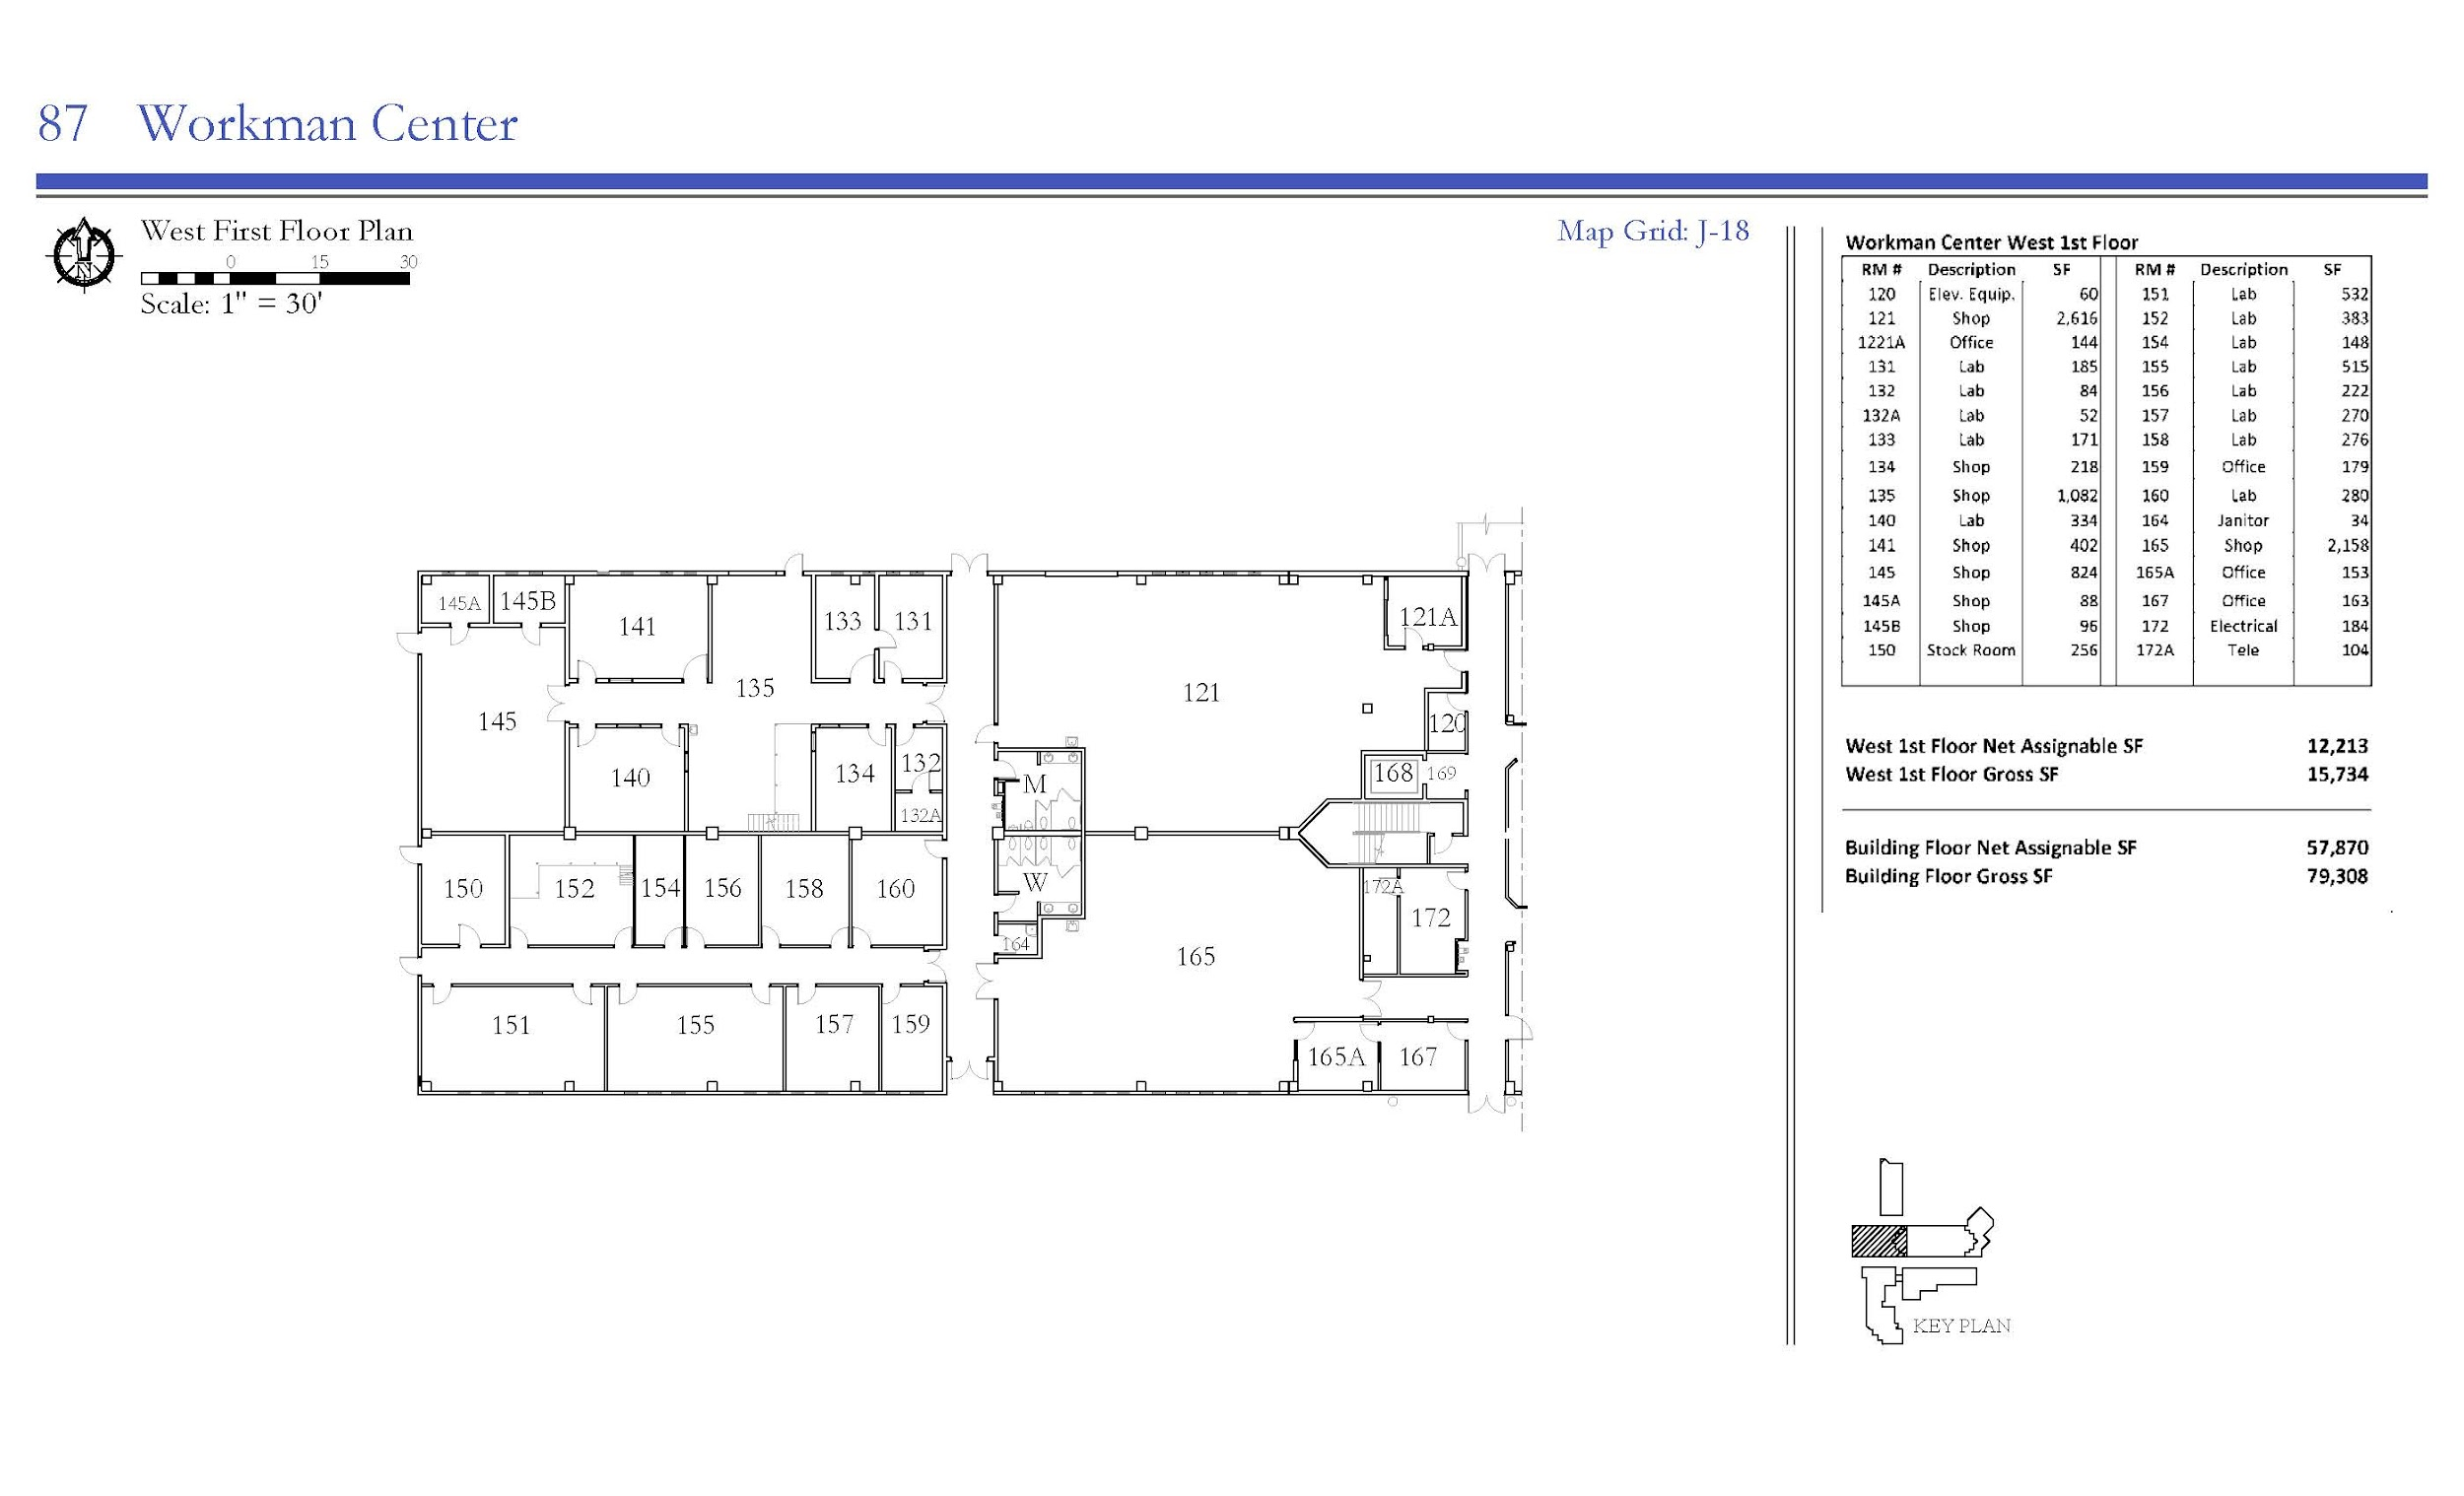 87 Workman Center
West First Floor Plan
Map Grid: J-18
N
0 15 30
Scale: 1" = 30'
Workman Center West 1st Floor
RM # Description SF RM # Description SF
120 Elev. Equip. 60 151 Lab 532
121 Shop 2,616 152 Lab 383
1221A Office 144 154 Lab 148
131 Lab 185 155 Lab 515
132 Lab 84 156 Lab 222
132A Lab 52 157 Lab 270
133 Lab 171 158 Lab 276
134 Shop 218 159 Office 179
135 Shop 1,082 160 Lab 280
140 Lab 334 164 Janitor 34
141 Shop 402 165 Shop 2,158
145 Shop 824 165A Office 153
145A Shop 88 167 Office 163
145B Shop 96 172 Electrical 184
150 Stock Room 256 172A Tele 104
West 1st Floor Net Assignable SF 12,213
West 1st Floor Gross SF 15,734
Building Floor Net Assignable SF 57,870
Building Floor Gross SF 79,308
145A 145B 141 133 131 121A
135 121
145 120
140 134 132 M 168 169
132A
150 152 154 156 158 160 W 172A
172
164
165
151 155 157 159
165A 167
KEY PLAN